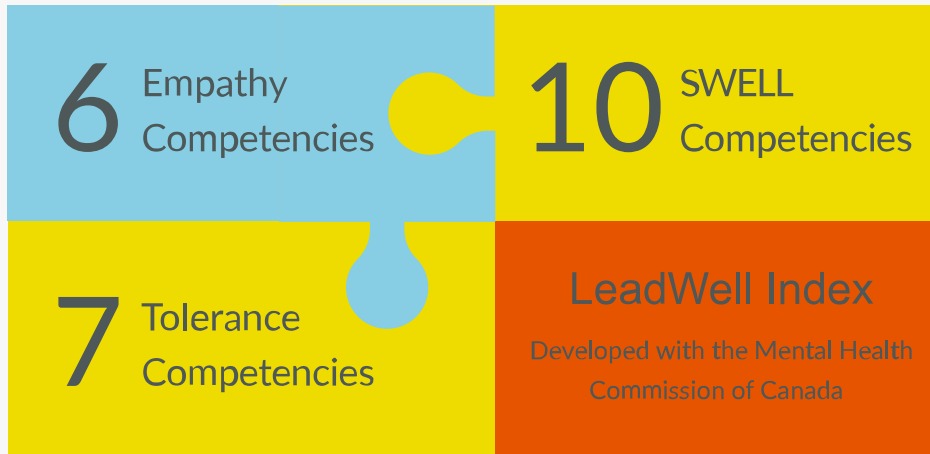 6 Empathy
Competencies
10 SWELL
Competencies
7 Tolerance
Competencies
LeadWell Index
Developed with the Mental Health
Commission of Canada